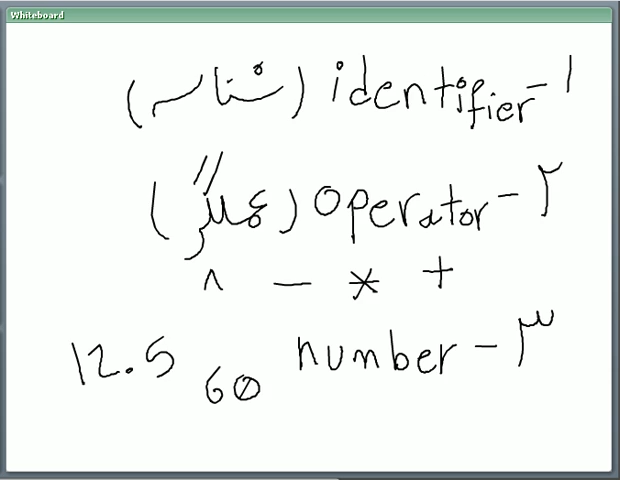 Whiteboard
۱- identifier (شناسه)
۲- operator (عملگر)
+ * - ^
۳- number 60 12.5